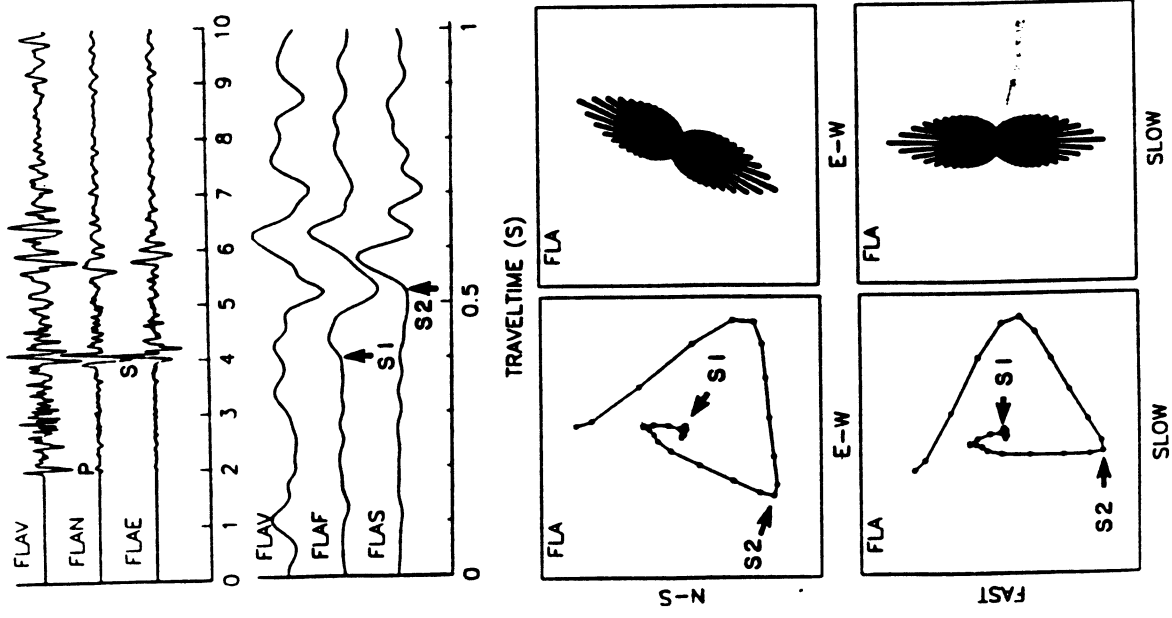 FLAV
FLAN
FLAE
P
S
0 1 2 3 4 5 6 7 8 9 10
FLAV
FLAF
FLAS
S1
S2
0 0.5 1
TRAVELTIME (S)
FLA
S1
S2
N-S
E-W
FLA
E-W
FLA
S1
S2
FAST
SLOW
FLA
SLOW